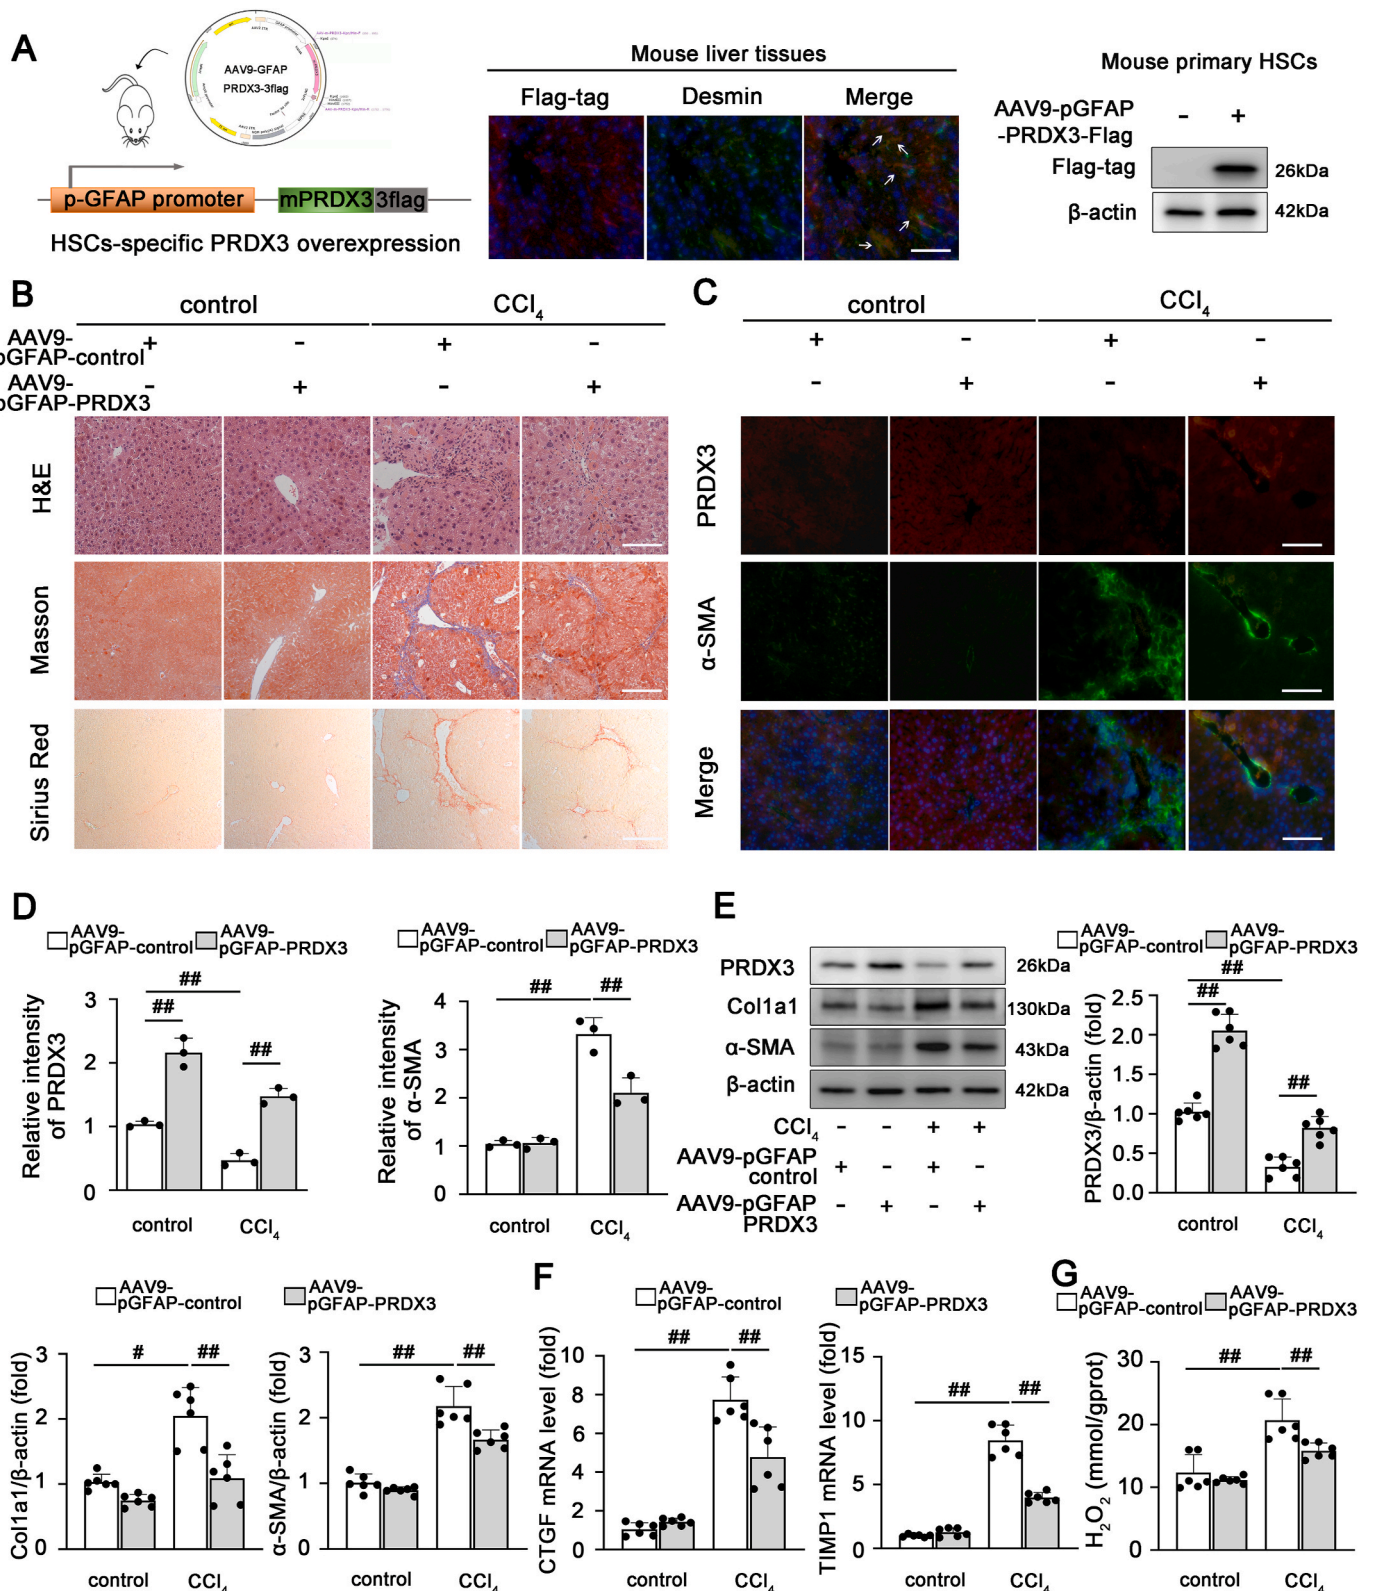 A
AAV9-GFAP
PRDX3-3flag
p-GFAP promoter
mPRDX3
3flag
HSCs-specific PRDX3 overexpression
Mouse liver tissues
Flag-tag
Desmin
Merge
Mouse primary HSCs
AAV9-pGFAP
-PRDX3-Flag
- +
Flag-tag
26kDa
β-actin
42kDa
B
control
CCl4
AAV9-
pGFAP-control
+ - + -
AAV9-
pGFAP-PRDX3
- + - +
H&E
Masson
Sirius Red
C
control
CCl4
+ - + -
- + - +
PRDX3
α-SMA
Merge
D
AAV9-
pGFAP-control
AAV9-
pGFAP-PRDX3
Relative intensity
of PRDX3
3
2
1
0
##
##
##
control
CCl4
AAV9-
pGFAP-control
AAV9-
pGFAP-PRDX3
Relative intensity
of α-SMA
4
3
2
1
0
##
##
control
CCl4
E
PRDX3
26kDa
Col1a1
130kDa
α-SMA
43kDa
β-actin
42kDa
CCl4
- - + +
AAV9-pGFAP
control
+ - + -
AAV9-pGFAP
PRDX3
- + - +
AAV9-
pGFAP-control
AAV9-
pGFAP-PRDX3
PRDX3/β-actin (fold)
2.5
2.0
1.5
1.0
0.5
0.0
##
##
##
control
CCl4
AAV9-
pGFAP-control
AAV9-
pGFAP-PRDX3
Col1a1/β-actin (fold)
3
2
1
0
#
##
control
CCl4
α-SMA/β-actin (fold)
3
2
1
0
##
##
control
CCl4
F
AAV9-
pGFAP-control
AAV9-
pGFAP-PRDX3
CTGF mRNA level (fold)
10
8
6
4
2
0
##
##
control
CCl4
TIMP1 mRNA level (fold)
15
10
5
0
##
##
control
CCl4
G
AAV9-
pGFAP-control
AAV9-
pGFAP-PRDX3
H2O2 (mmol/gprot)
30
20
10
0
##
##
control
CCl4